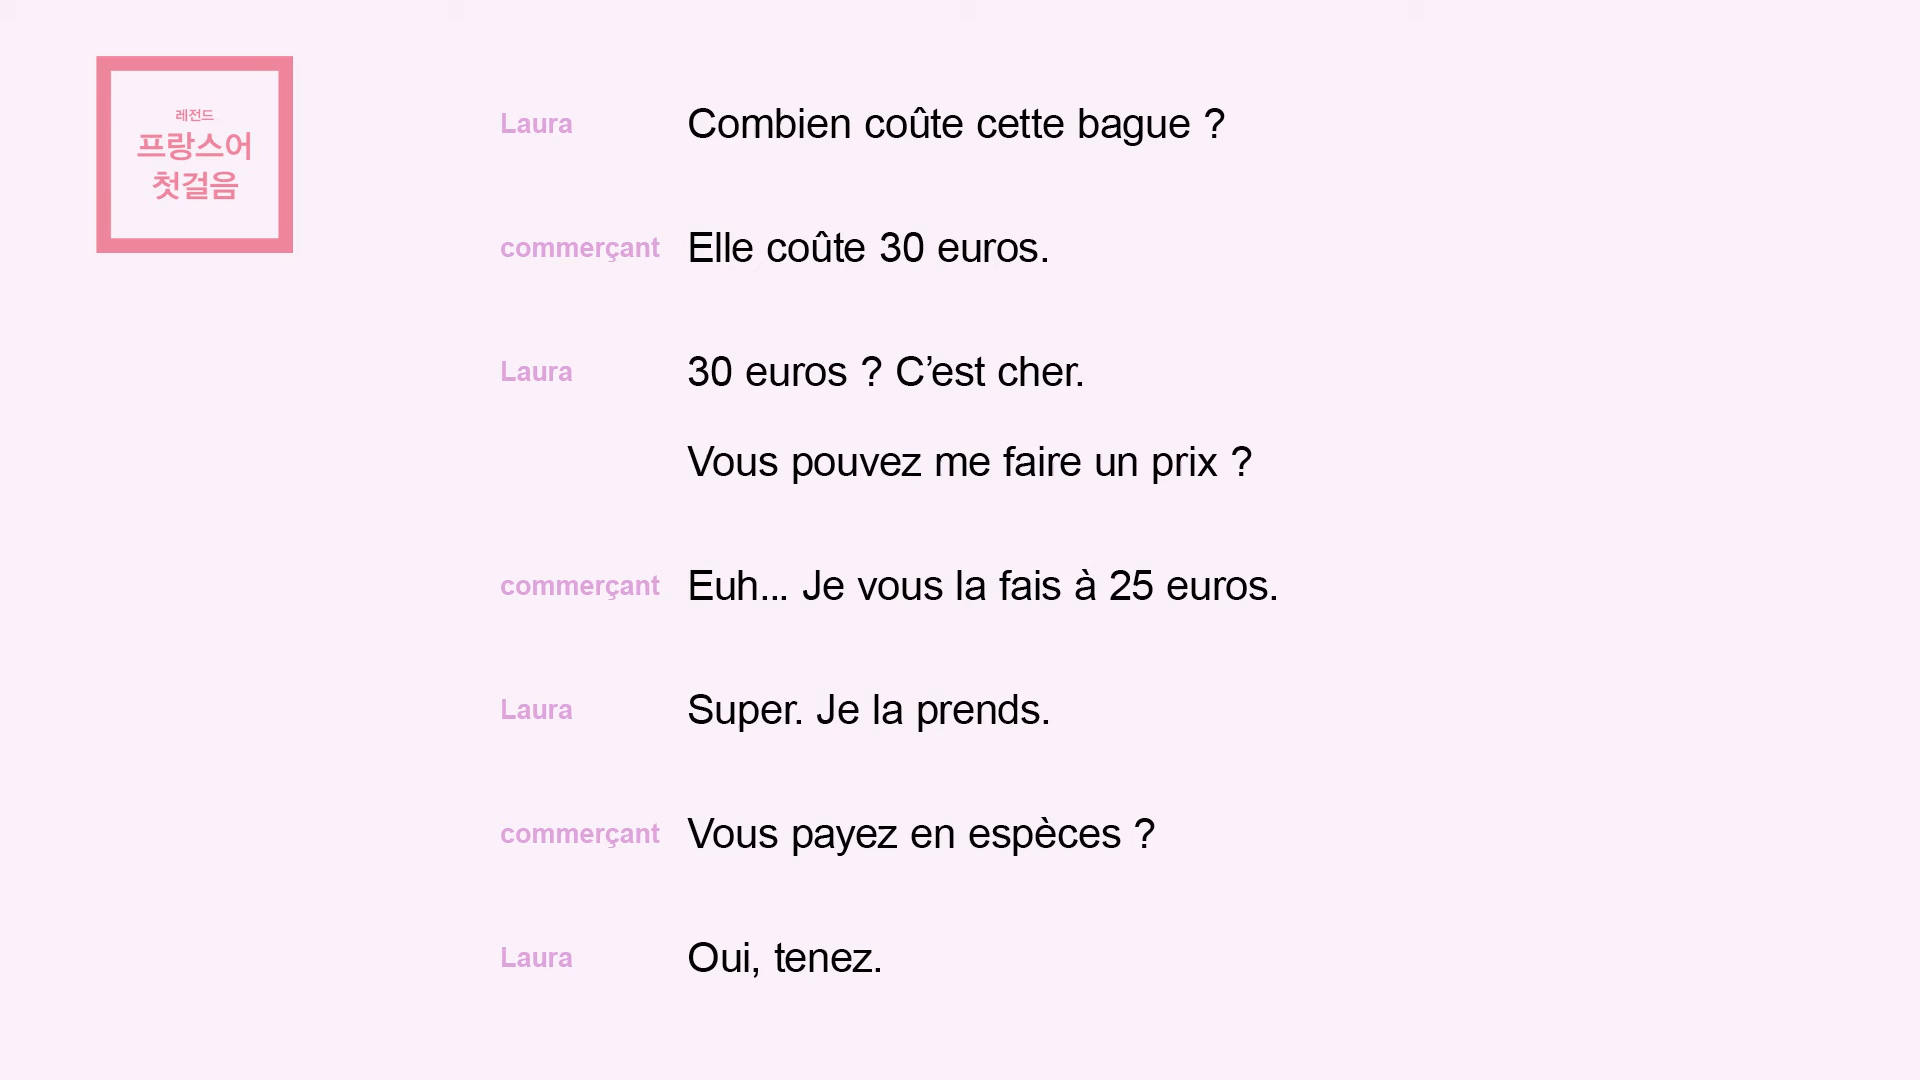 레전드
프랑스어
첫걸음
Laura Combien coûte cette bague ?
commerçant Elle coûte 30 euros.
Laura 30 euros ? C’est cher.
Vous pouvez me faire un prix ?
commerçant Euh... Je vous la fais à 25 euros.
Laura Super. Je la prends.
commerçant Vous payez en espèces ?
Laura Oui, tenez.